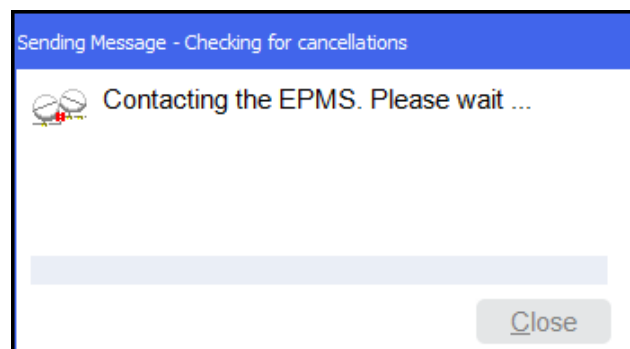 Sending Message - Checking for cancellations
Contacting the EPMS. Please wait ...
Close